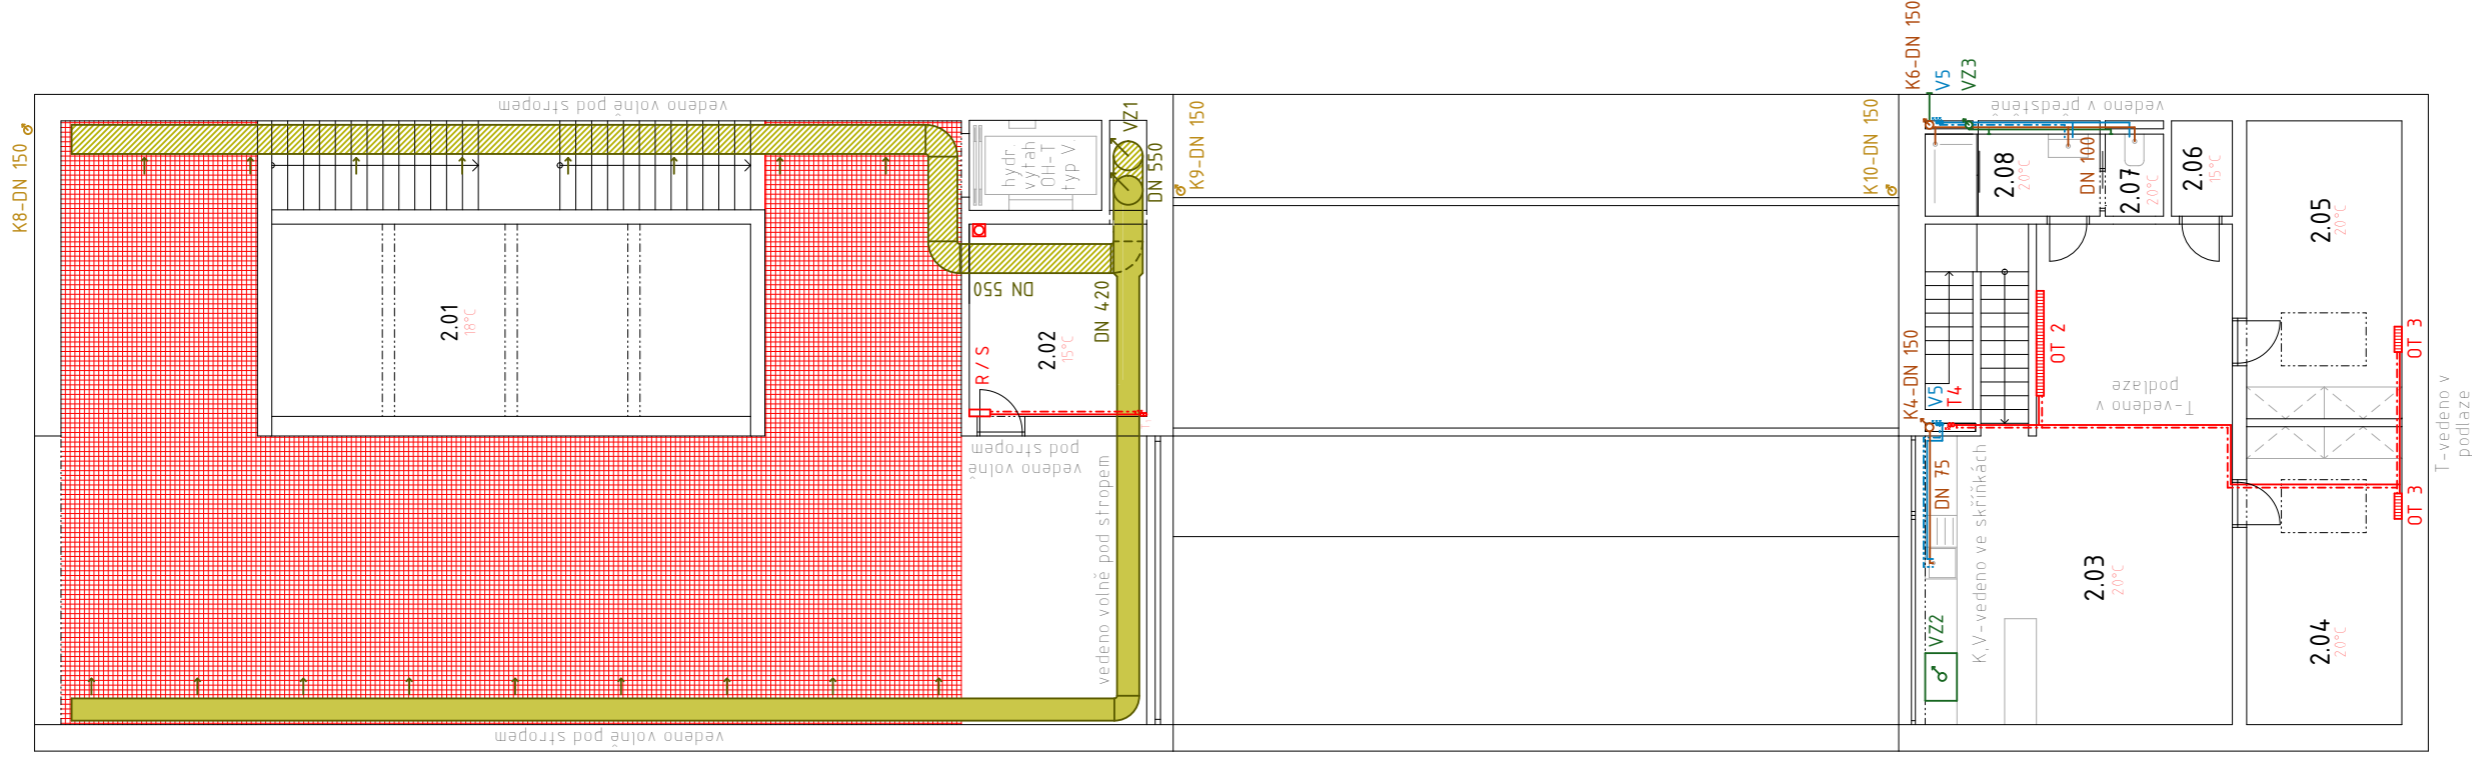 K8-DN 150
vedeno volně pod stropem
2.01
18°C
vedeno volně pod stropem
hydr.
výtah
OH-T
typ V
VZ1
DN 550
DN 550
DN 420
R / S
2.02
15°C
vedeno volně
pod stropem
vedeno volně pod stropem
K9-DN 150
K10-DN 150
K6-DN 150
V5
VZ3
vedeno v předstěně
2.08
20°C
DN 100
2.07
20°C
2.06
15°C
2.05
20°C
K4-DN 150
V5
T4
OT 2
T-vedeno v
podlaze
DN 75
K,V-vedeno ve skříňkách
VZ2
2.03
20°C
2.04
20°C
OT 3
OT 3
T-vedeno v
podlaze